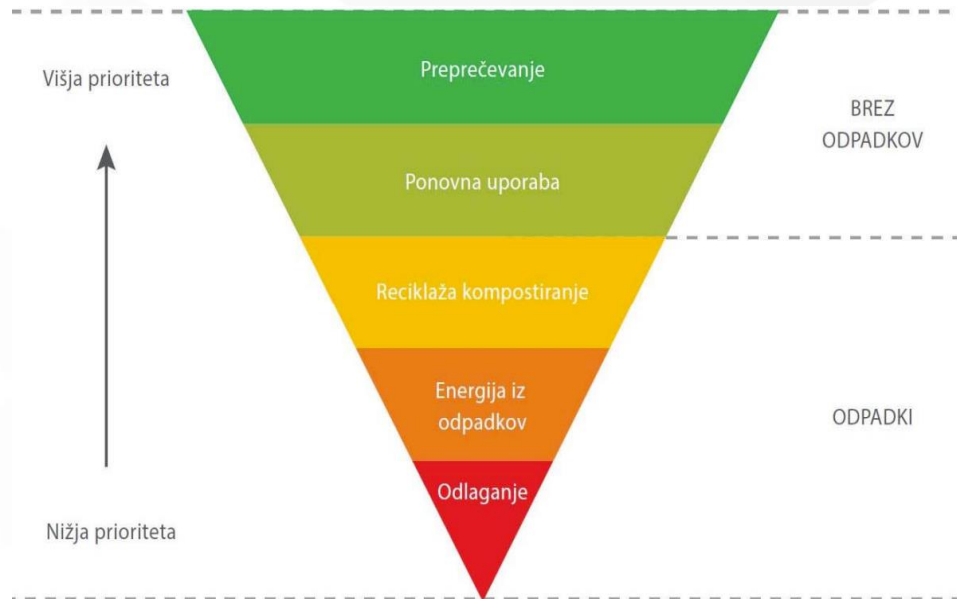 Preprečevanje
Višja prioriteta
BREZ
ODPADKOV
Ponovna uporaba
Reciklaža kompostiranje
Energija iz
odpadkov
ODPADKI
Odlaganje
Nižja prioriteta